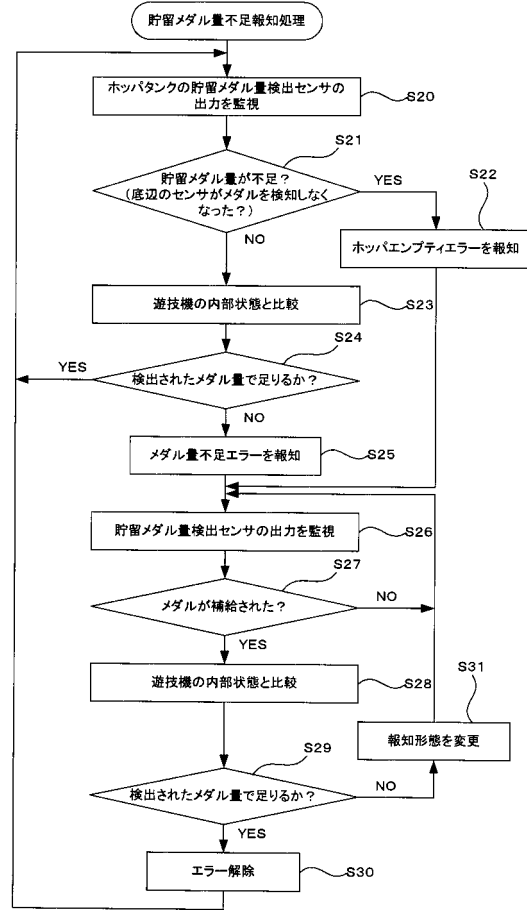 貯留メダル量不足報知処理
ホッパタンクの貯留メダル量検出センサの
出力を監視
S20
S21
貯留メダル量が不足？
（底辺のセンサがメダルを検知しなく
なった？）
YES
S22
NO
ホッパエンプティエラーを報知
遊技機の内部状態と比較
S23
S24
YES
検出されたメダル量で足りるか？
NO
メダル量不足エラーを報知
S25
貯留メダル量検出センサの出力を監視
S26
S27
メダルが補給された？
NO
YES
遊技機の内部状態と比較
S28
S31
報知形態を変更
S29
検出されたメダル量で足りるか？
NO
YES
エラー解除
S30